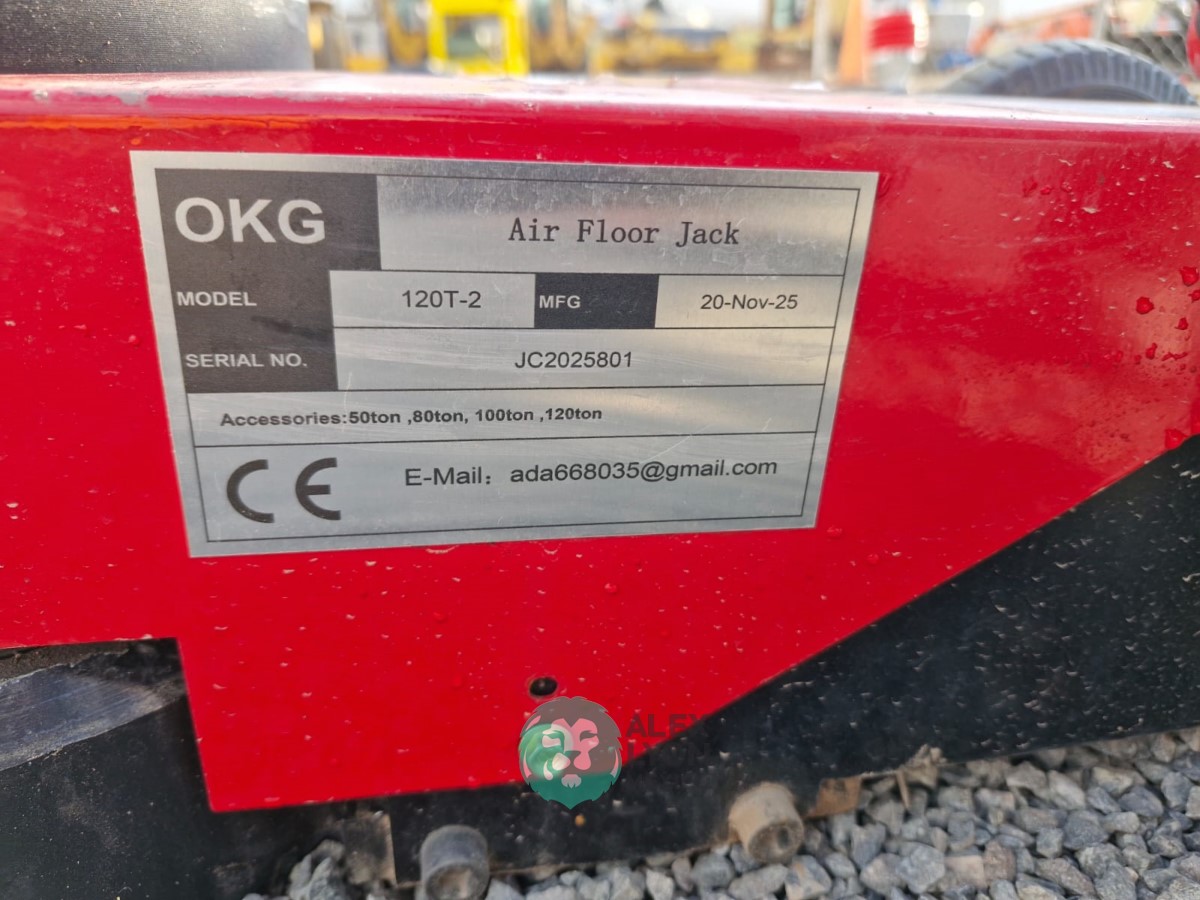 OKG
Air Floor Jack
MODEL 120T-2 MFG 20-Nov-25
SERIAL NO. JC2025801
Accessories:50ton ,80ton, 100ton ,120ton
CE E-Mail：ada668035@gmail.com